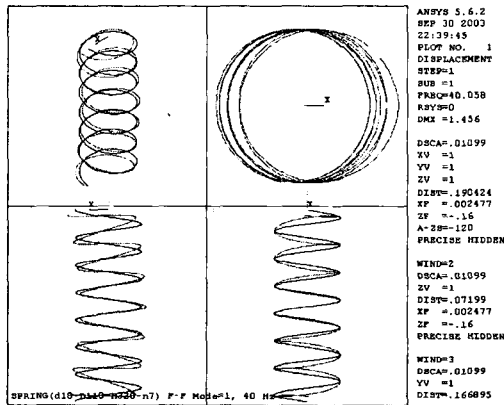 ANSYS 5.6.2
SEP 30 2003
22:39:45
PLOT NO. 1
DISPLACEMENT
STEP=1
SUB =1
FREQ=40.058
RSYS=0
DMX =1.456
DSCA=.01099
XV =1
YV =1
ZV =1
DIST=.190424
XF =.002477
ZF =-.16
A-ZS=-120
PRECISE HIDDEN
WIND=2
DSCA=.01099
ZV =1
DIST=.07199
XF =.002477
ZF =-.16
PRECISE HIDDEN
WIND=3
DSCA=.01099
YV =1
DIST=.166895
X
X
X
SPRING(d10 D110 H320 n7) F-F Mode=1, 40 Hz